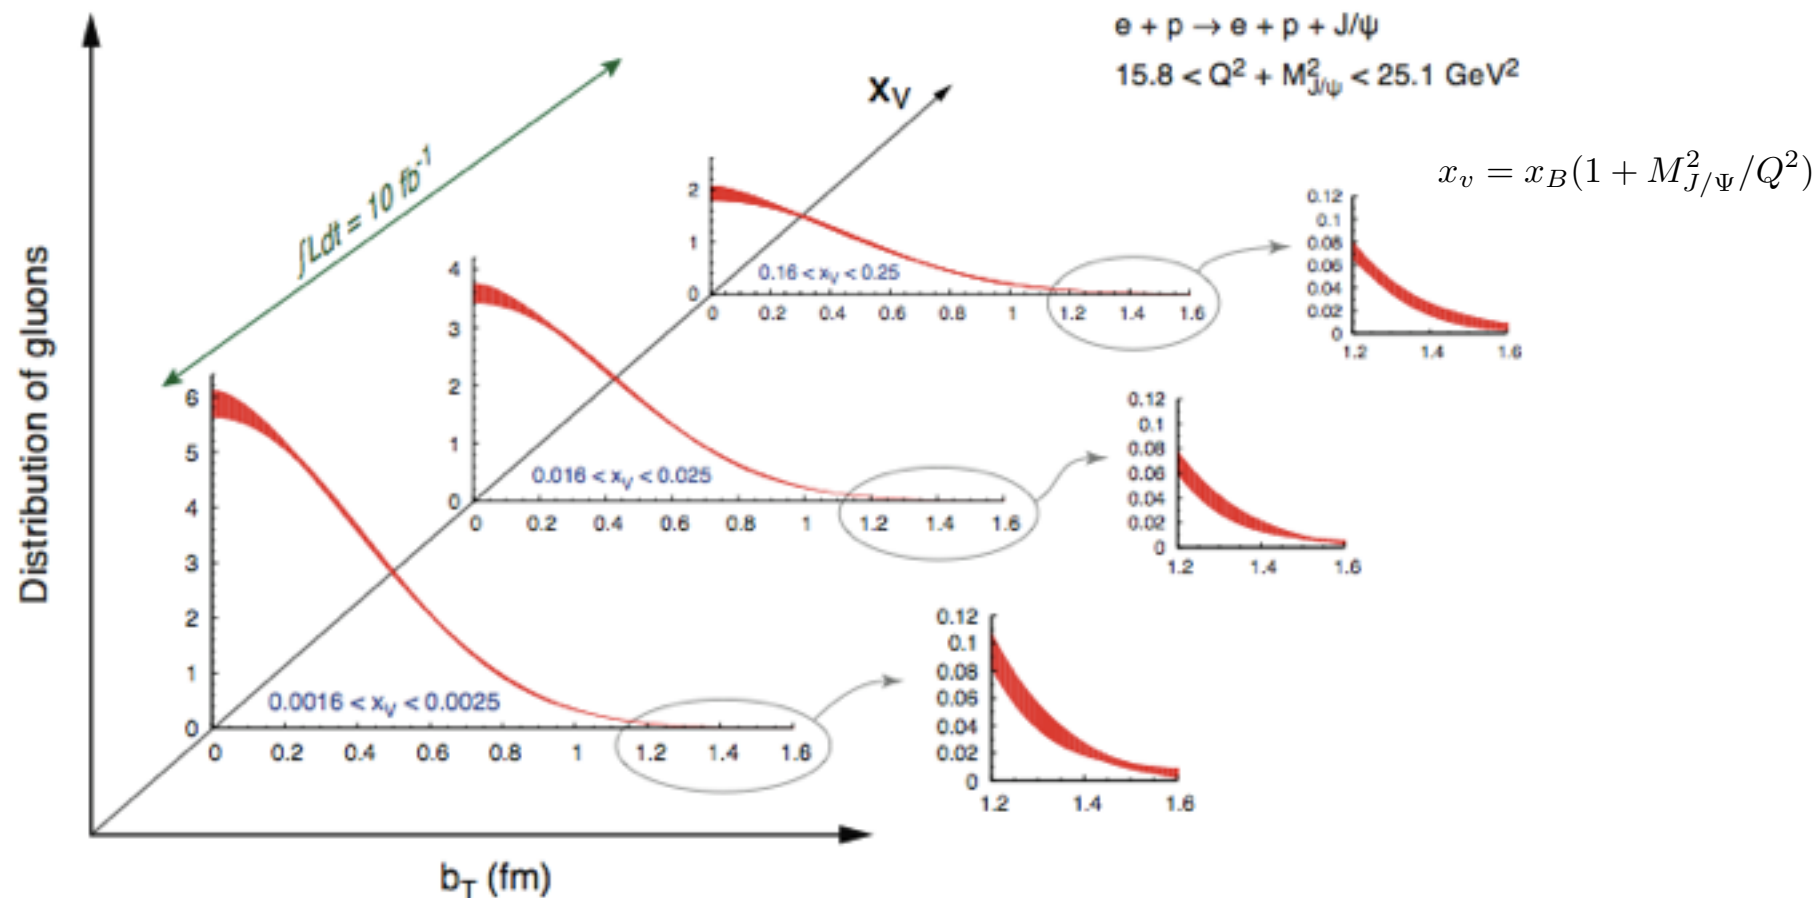 e + p → e + p + J/ψ
15.8 < Q² + M²_J/ψ < 25.1 GeV²
x_v = x_B(1 + M²_J/Ψ/Q²)
∫Ldt = 10 fb⁻¹
x_V
Distribution of gluons
2
1
0
0.16 < x_V < 0.25
0 0.2 0.4 0.6 0.8 1 1.2 1.4 1.6
0.12
0.1
0.08
0.06
0.04
0.02
0
1.2 1.4 1.6
4
3
2
1
0
0.016 < x_V < 0.025
0 0.2 0.4 0.6 0.8 1 1.2 1.4 1.6
0.12
0.1
0.08
0.06
0.04
0.02
0
1.2 1.4 1.6
6
5
4
3
2
1
0
0.0016 < x_V < 0.0025
0 0.2 0.4 0.6 0.8 1 1.2 1.4 1.6
0.12
0.1
0.08
0.06
0.04
0.02
0
1.2 1.4 1.6
b_T (fm)